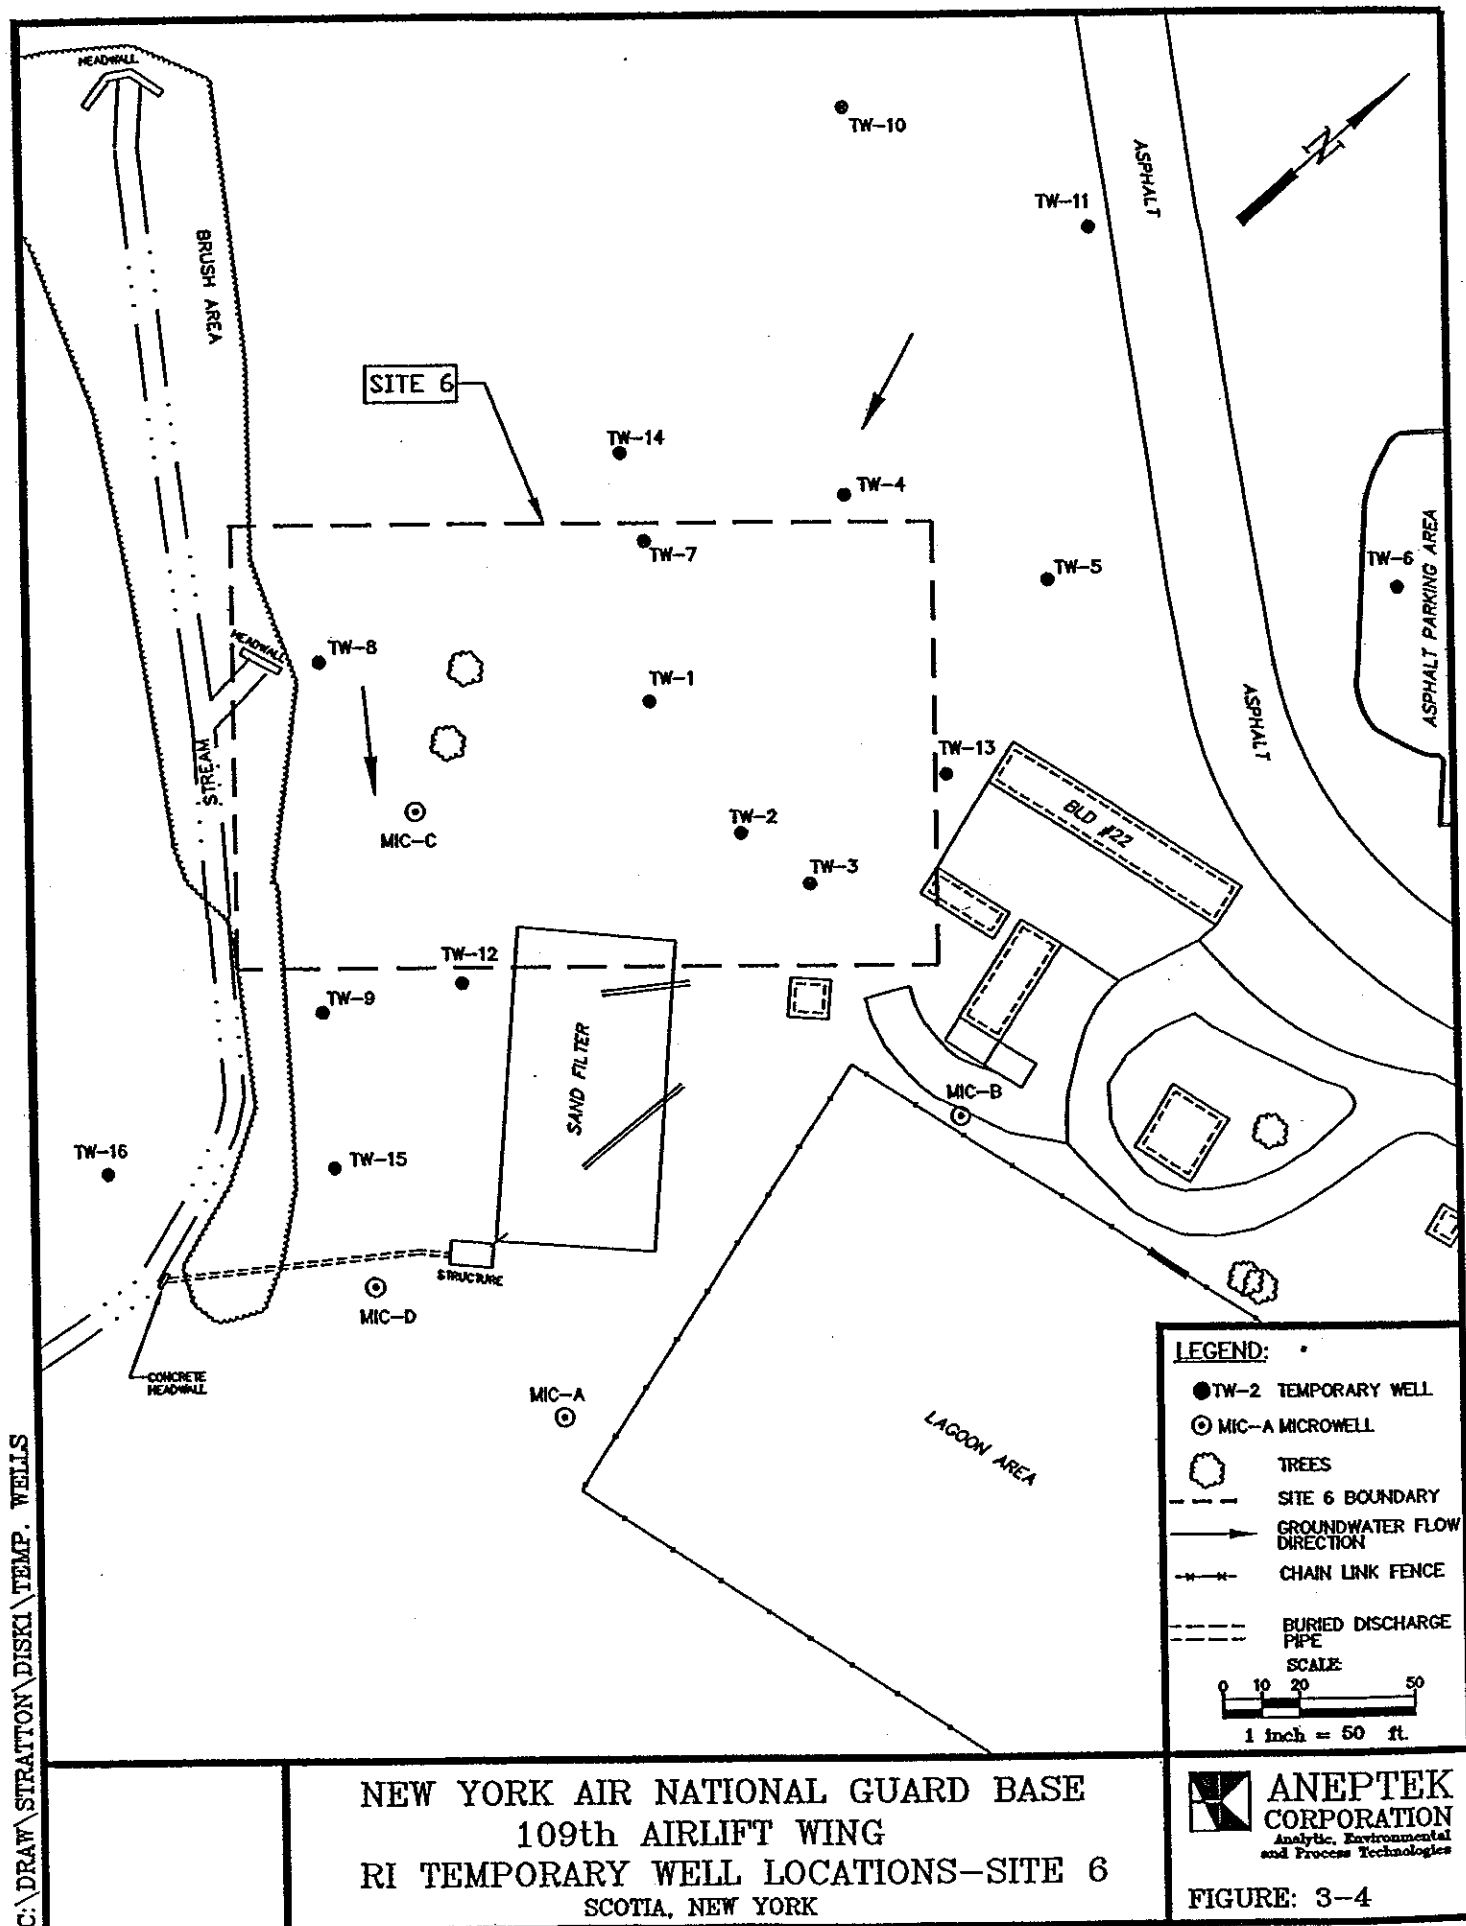 HEADWALL
TW-10
N
ASPHALT
TW-11
BRUSH AREA
SITE 6
TW-14
TW-4
TW-7
TW-5
TW-6
ASPHALT PARKING AREA
HEADWALL
TW-8
TW-1
ASPHALT
STREAM
TW-13
MIC-C
TW-2
BLD #22
TW-3
TW-12
TW-9
SAND FILTER
MIC-B
TW-16
TW-15
STRUCTURE
MIC-D
CONCRETE
HEADWALL
MIC-A
LAGOON AREA
LEGEND:
TW-2 TEMPORARY WELL
MIC-A MICROWELL
TREES
SITE 6 BOUNDARY
GROUNDWATER FLOW
DIRECTION
CHAIN LINK FENCE
BURIED DISCHARGE
PIPE
SCALE:
0 10 20 50
1 inch = 50 ft.
C:\DRAW\STRATTON\DISK1\TEMP. WELLS
NEW YORK AIR NATIONAL GUARD BASE
109th AIRLIFT WING
RI TEMPORARY WELL LOCATIONS-SITE 6
SCOTIA, NEW YORK
ANEPTEK
CORPORATION
Analytic, Environmental
and Process Technologies
FIGURE: 3-4